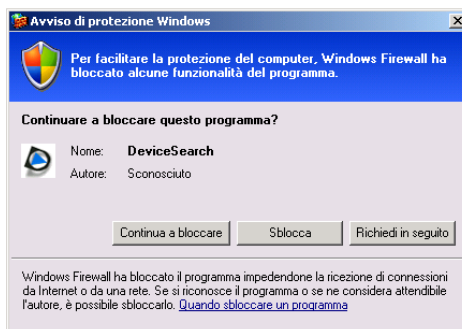 Avviso di protezione Windows
Per facilitare la protezione del computer, Windows Firewall ha
bloccato alcune funzionalità del programma.
Continuare a bloccare questo programma?
Nome: DeviceSearch
Autore: Sconosciuto
Continua a bloccare Sblocca Richiedi in seguito
Windows Firewall ha bloccato il programma impedendone la ricezione di connessioni
da Internet o da una rete. Se si riconosce il programma o se ne considera attendibile
l'autore, è possibile sbloccarlo. Quando sbloccare un programma